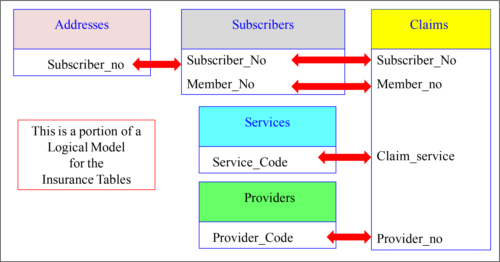 Addresses
Subscriber_no
Subscribers
Subscriber_No
Member_No
Claims
Subscriber_No
Member_no
Claim_service
Provider_no
Services
Service_Code
Providers
Provider_Code
This is a portion of a
Logical Model
for the
Insurance Tables